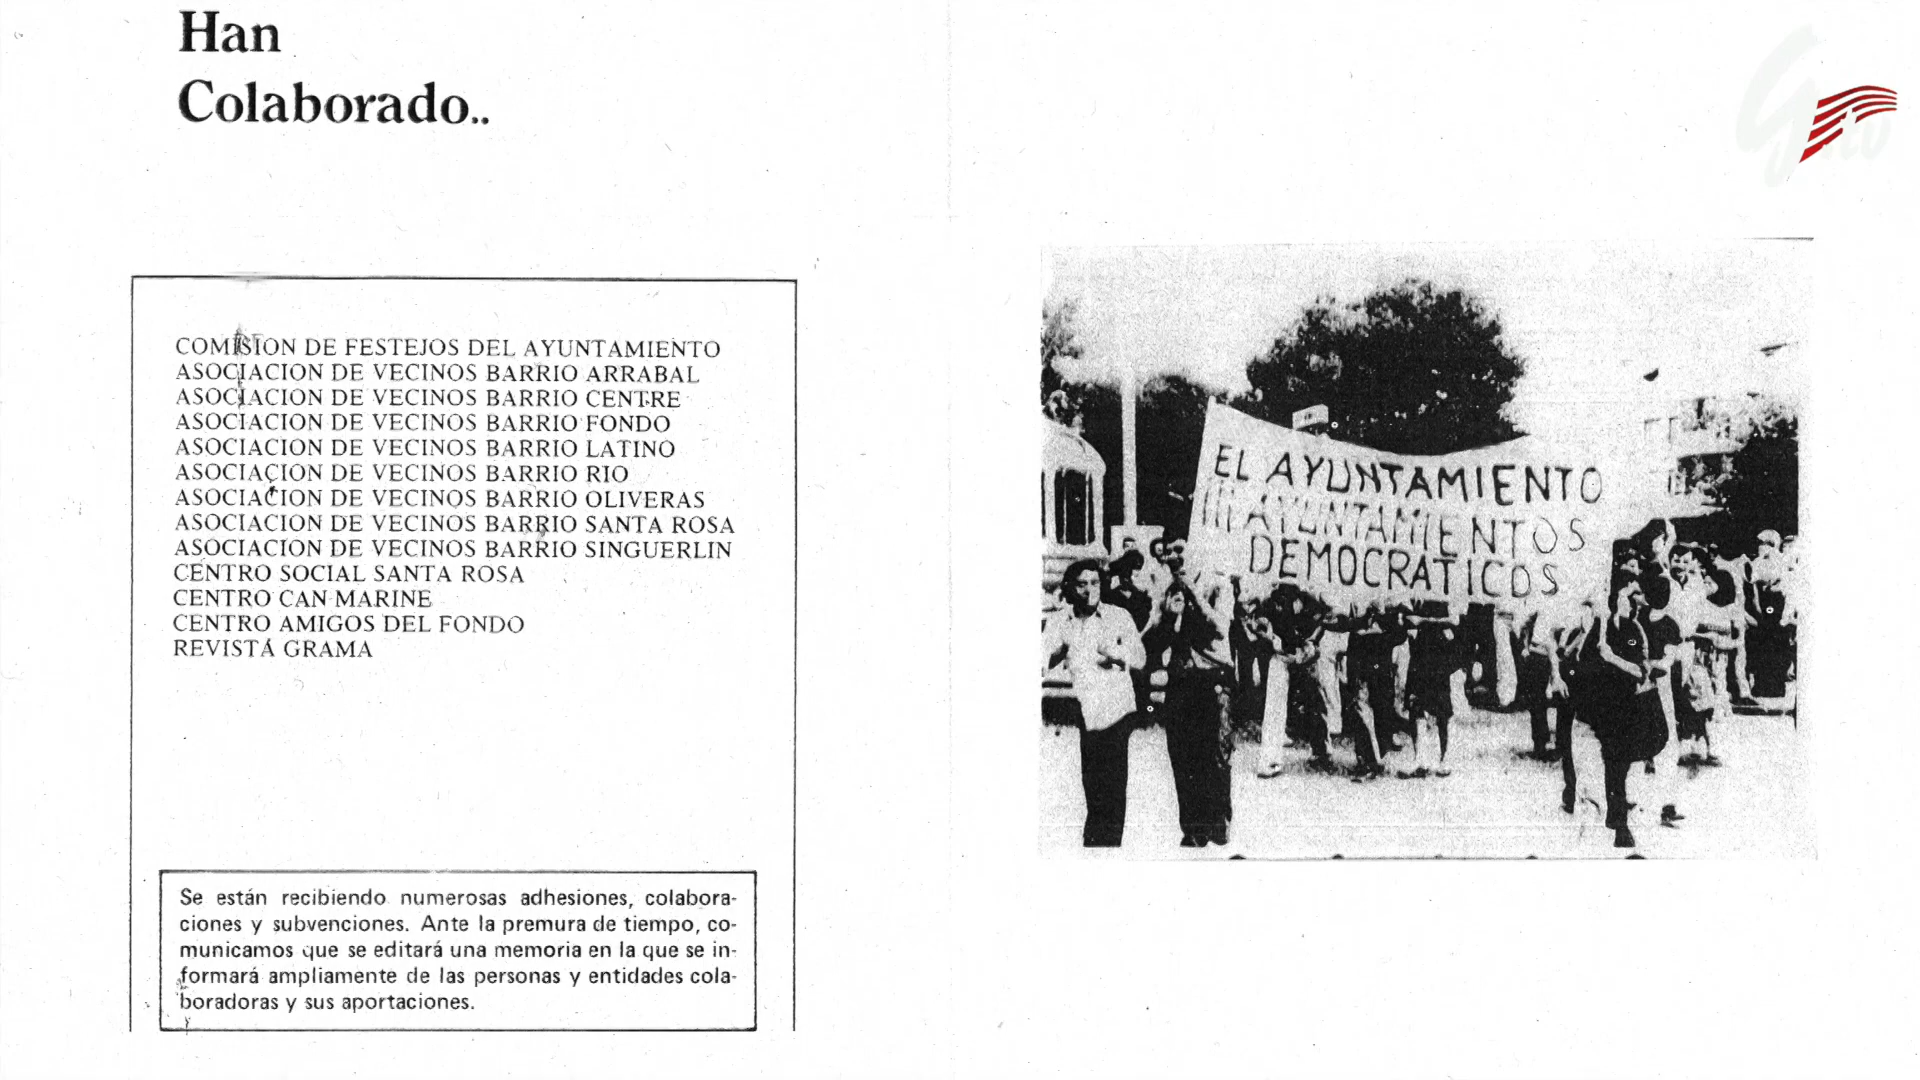 Han
Colaborado..
COMISION DE FESTEJOS DEL AYUNTAMIENTO
ASOCIACION DE VECINOS BARRIO ARRABAL
ASOCIACION DE VECINOS BARRIO CENTRE
ASOCIACION DE VECINOS BARRIO FONDO
ASOCIACION DE VECINOS BARRIO LATINO
ASOCIACION DE VECINOS BARRIO RIO
ASOCIACION DE VECINOS BARRIO OLIVERAS
ASOCIACION DE VECINOS BARRIO SANTA ROSA
ASOCIACION DE VECINOS BARRIO SINGUERLIN
CENTRO SOCIAL SANTA ROSA
CENTRO CAN MARINE
CENTRO AMIGOS DEL FONDO
REVISTA GRAMA
Se están recibiendo numerosas adhesiones, colabora-
ciones y subvenciones. Ante la premura de tiempo, co-
municamos que se editará una memoria en la que se in-
formará ampliamente de las personas y entidades cola-
boradoras y sus aportaciones.
EL AYUNTAMIENTO
III AYUNTAMIENTOS
DEMOCRATICOS